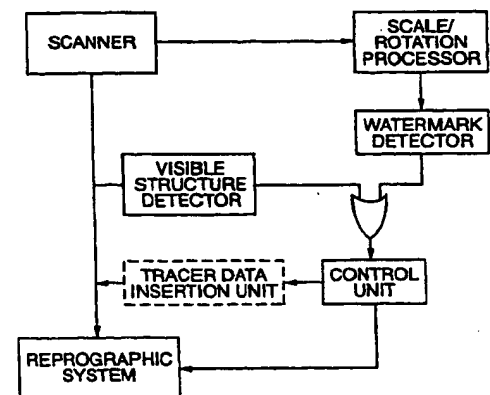 SCANNER
SCALE/
ROTATION
PROCESSOR
WATERMARK
DETECTOR
VISIBLE
STRUCTURE
DETECTOR
TRACER DATA
INSERTION UNIT
CONTROL
UNIT
REPROGRAPHIC
SYSTEM